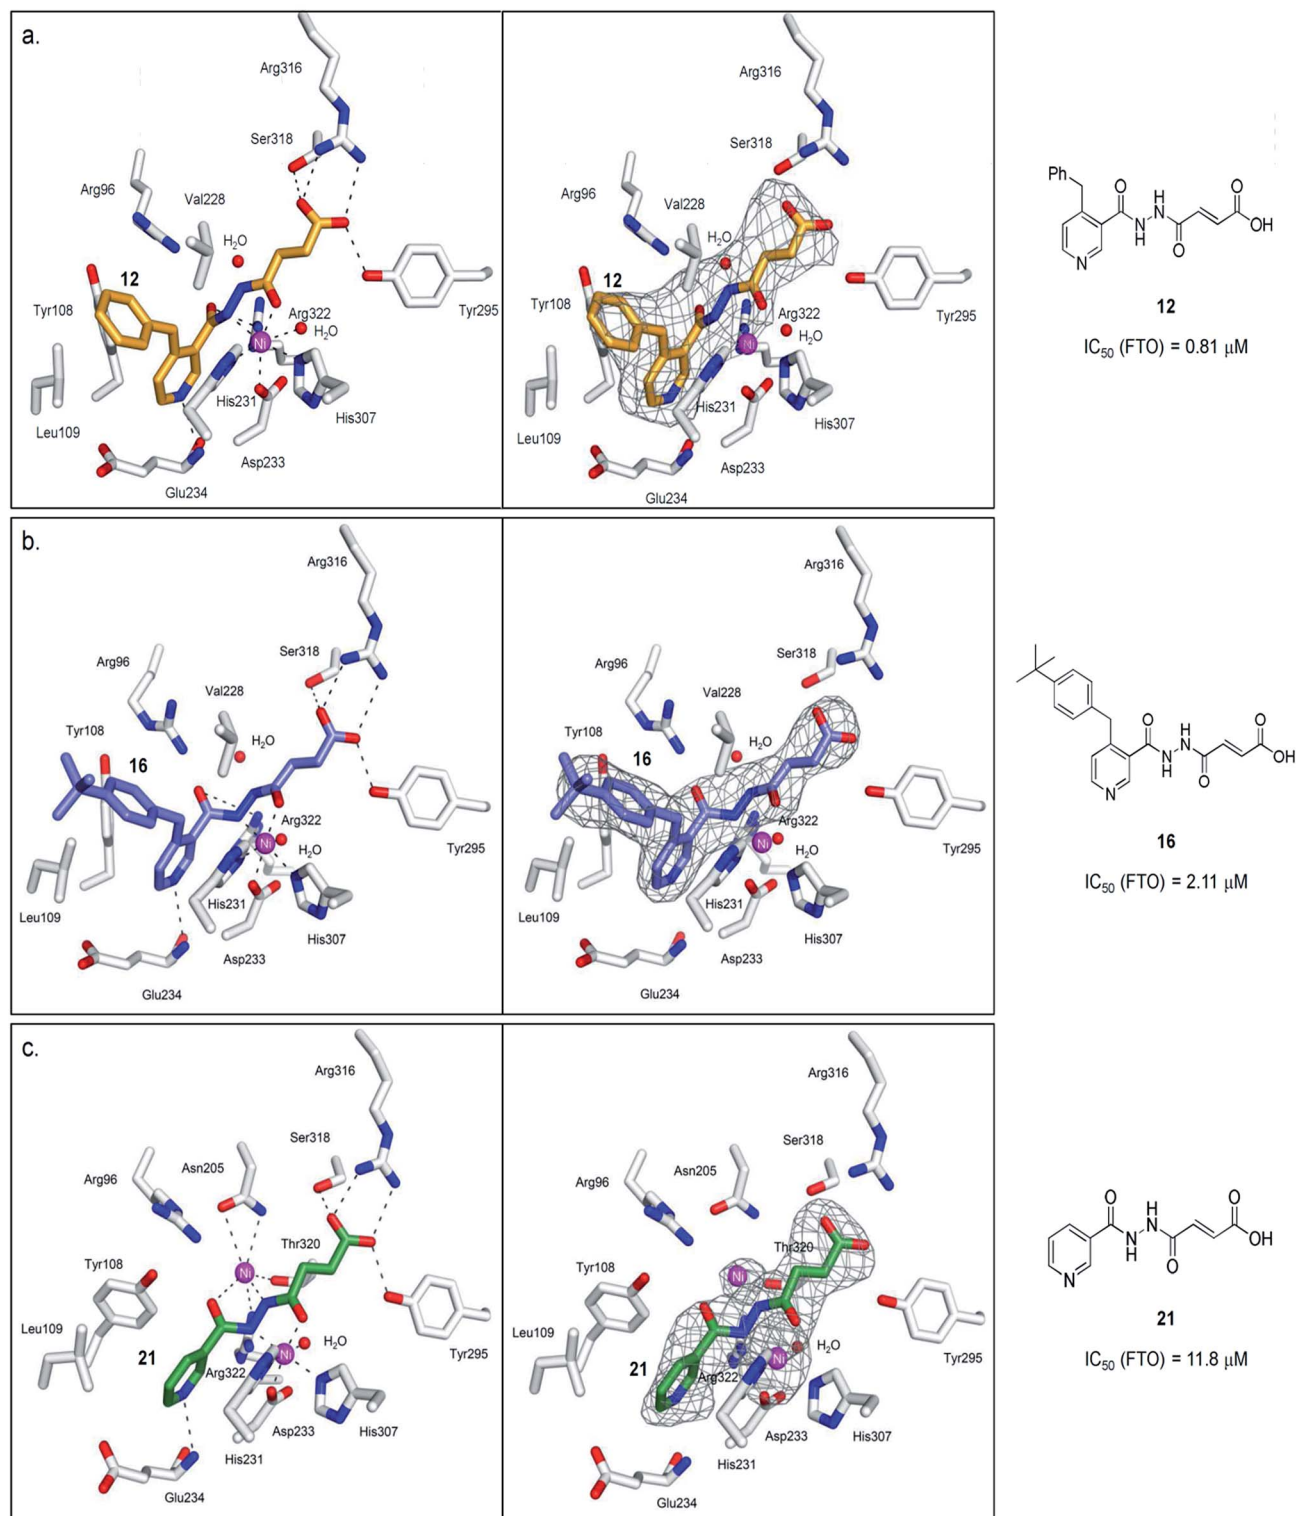 a.
Arg316
Ser318
Arg96
Val228
H₂O
12
Tyr108
Arg322
H₂O
Tyr295
Ni
Leu109
His231
His307
Asp233
Glu234
Arg316
Ser318
Arg96
Val228
H₂O
12
Tyr108
Arg322
H₂O
Tyr295
Ni
Leu109
His231
His307
Asp233
Glu234
Ph
O
H
N
N
H
O
O
OH
N
12
IC₅₀ (FTO) = 0.81 μM
b.
Arg316
Ser318
Arg96
Val228
Tyr108
16
H₂O
Arg322
Ni
H₂O
Tyr295
Leu109
His231
His307
Asp233
Glu234
Arg316
Ser318
Arg96
Val228
Tyr108
16
H₂O
Arg322
Ni
H₂O
Tyr295
Leu109
His231
His307
Asp233
Glu234
O
H
N
N
H
O
O
OH
N
16
IC₅₀ (FTO) = 2.11 μM
c.
Arg316
Ser318
Asn205
Arg96
Thr320
Tyr108
Ni
Leu109
21
H₂O
Ni
Arg322
Tyr295
Asp233
His307
His231
Glu234
Arg316
Ser318
Asn205
Arg96
Thr320
Tyr108
Ni
Leu109
21
H₂O
Ni
Arg322
Tyr295
Asp233
His307
His231
Glu234
O
H
N
N
H
O
O
OH
N
21
IC₅₀ (FTO) = 11.8 μM